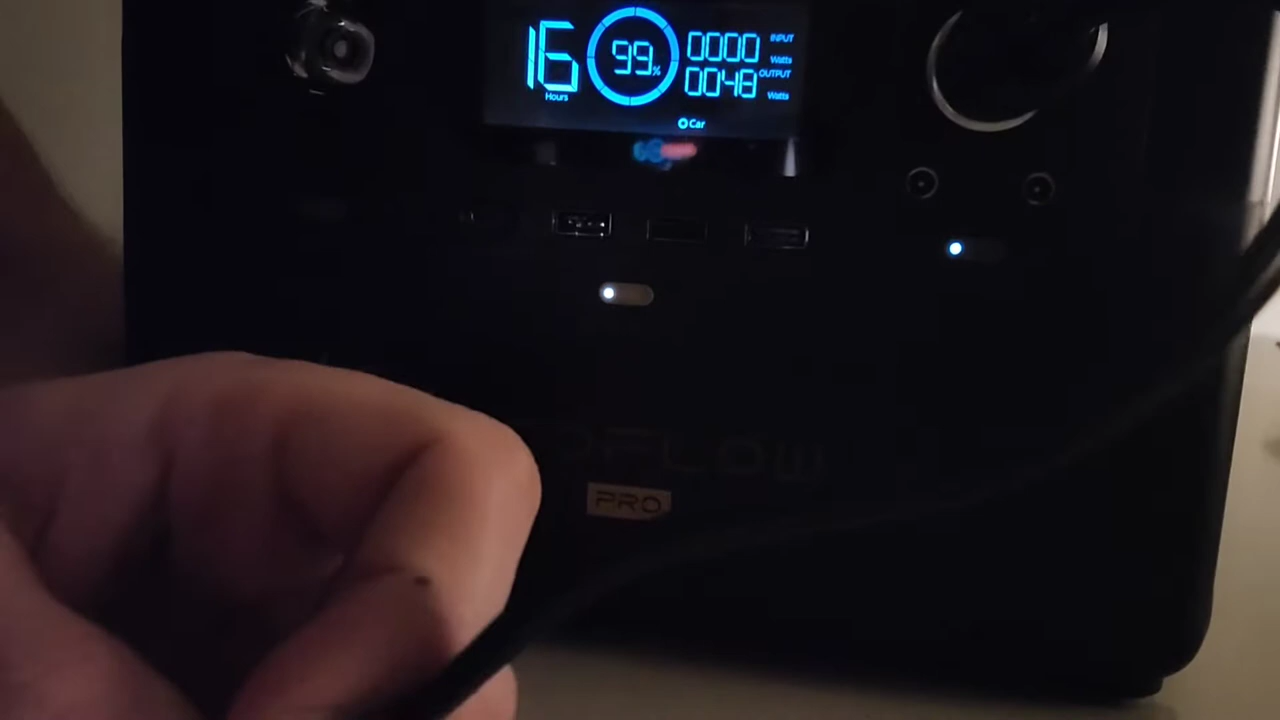 16
Hours
99%
0000 INPUT
Watts
0048 OUTPUT
Watts
Car
PRO